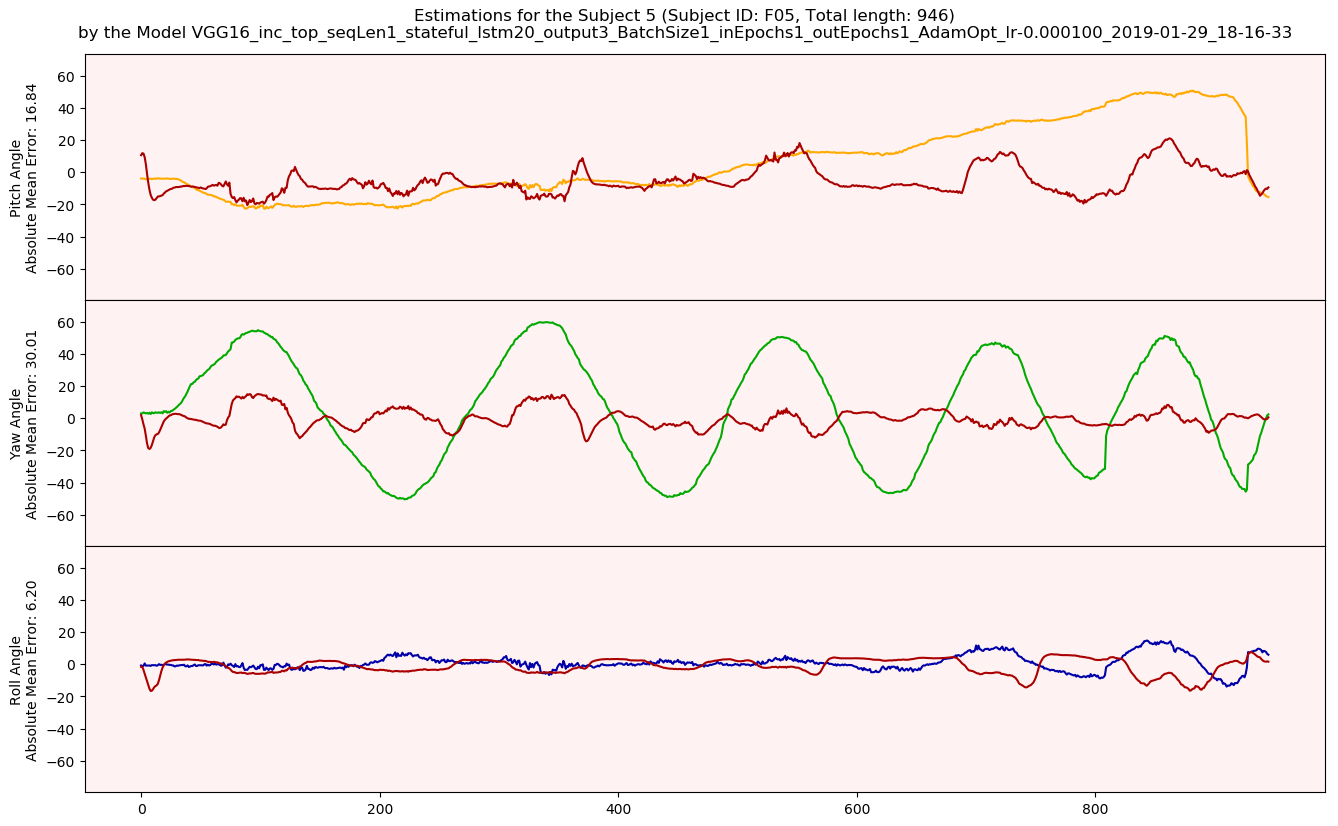 Estimations for the Subject 5 (Subject ID: F05, Total length: 946)
by the Model VGG16_inc_top_seqLen1_stateful_lstm20_output3_BatchSize1_inEpochs1_outEpochs1_AdamOpt_lr-0.000100_2019-01-29_18-16-33
Pitch Angle
Absolute Mean Error: 16.84
60
40
20
0
−20
−40
−60
Yaw Angle
Absolute Mean Error: 30.01
60
40
20
0
−20
−40
−60
Roll Angle
Absolute Mean Error: 6.20
60
40
20
0
−20
−40
−60
0 200 400 600 800